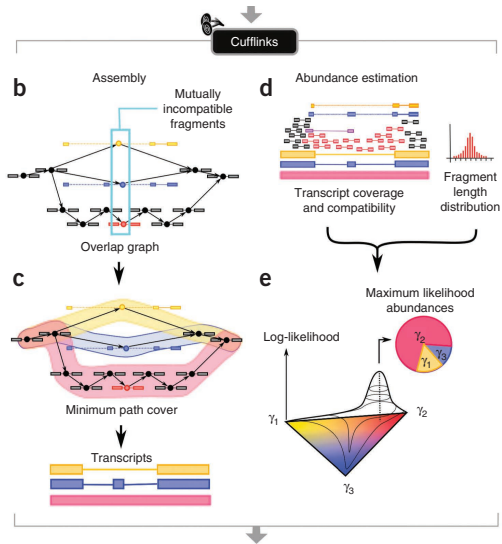 Cufflinks
b
Assembly
Mutually
incompatible
fragments
Overlap graph
c
Minimum path cover
Transcripts
d
Abundance estimation
Transcript coverage
and compatibility
Fragment
length
distribution
e
Maximum likelihood
abundances
Log-likelihood
γ2
γ1
γ3
γ1
γ2
γ3